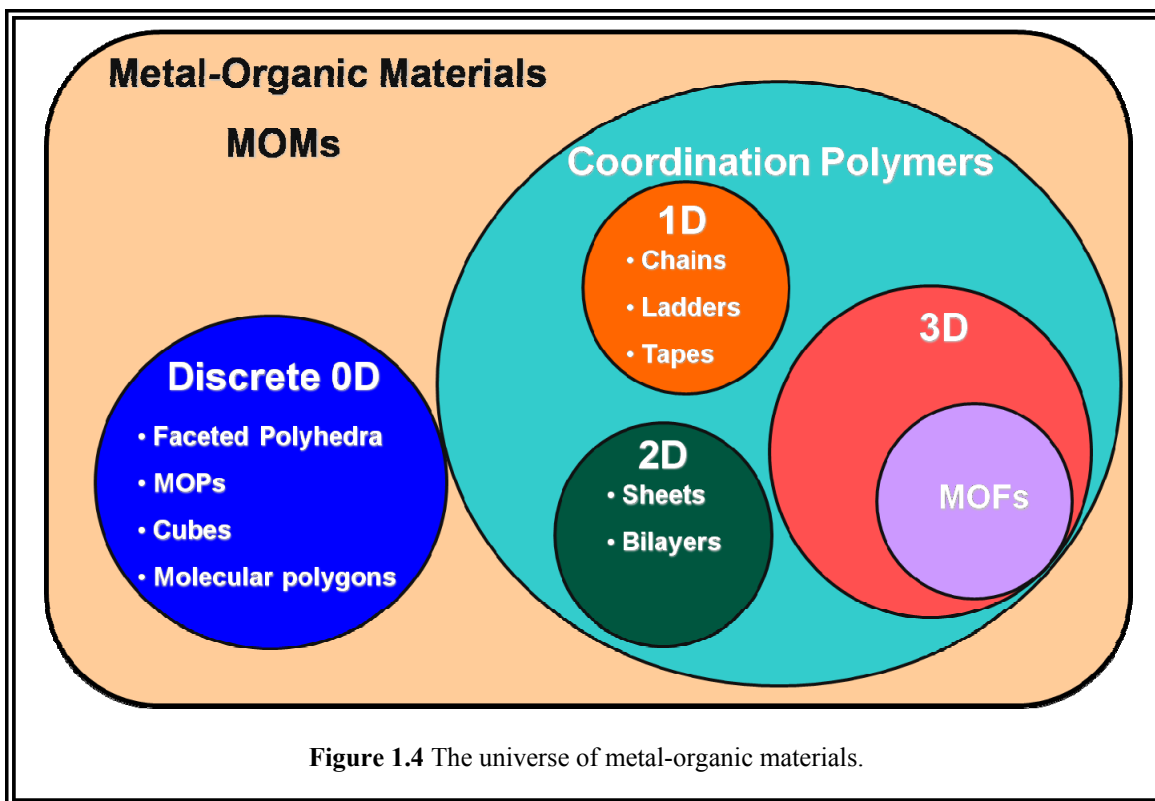 Metal-Organic Materials
MOMs
Coordination Polymers
1D
• Chains
• Ladders
• Tapes
3D
MOFs
2D
• Sheets
• Bilayers
Discrete 0D
• Faceted Polyhedra
• MOPs
• Cubes
• Molecular polygons
Figure 1.4 The universe of metal-organic materials.